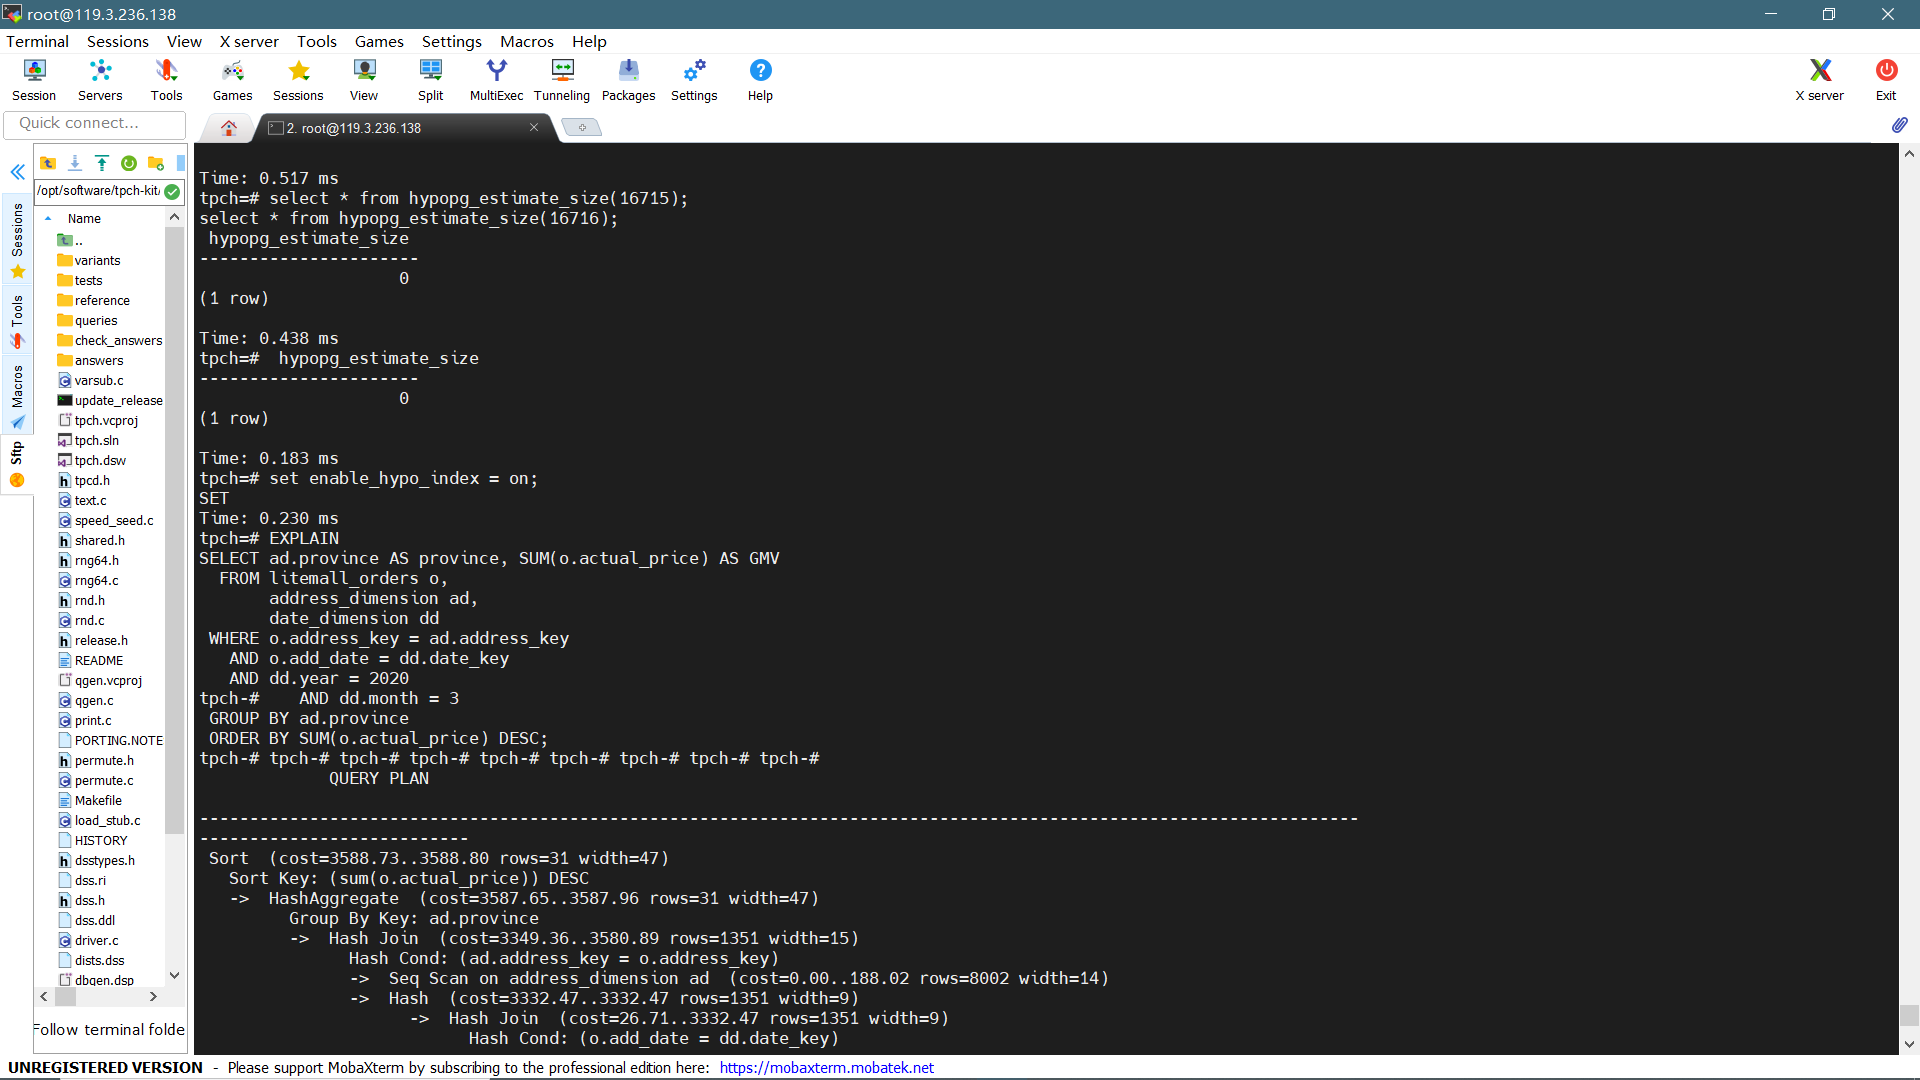 root@119.3.236.138
Terminal Sessions View X server Tools Games Settings Macros Help
Session Servers Tools Games Sessions View Split MultiExec Tunneling Packages Settings Help X server Exit
Quick connect...
2. root@119.3.236.138
/opt/software/tpch-kit/
Name
..
variants
tests
reference
queries
check_answers
answers
varsub.c
update_release
tpch.vcproj
tpch.sln
tpch.dsw
tpcd.h
text.c
speed_seed.c
shared.h
rng64.h
rng64.c
rnd.h
rnd.c
release.h
README
qgen.vcproj
qgen.c
print.c
PORTING.NOTE
permute.h
permute.c
Makefile
load_stub.c
HISTORY
dsstypes.h
dss.ri
dss.h
dss.ddl
driver.c
dists.dss
dbgen.dsp
Follow terminal folde
Sessions
Tools
Macros
Sftp
Time: 0.517 ms
tpch=# select * from hypopg_estimate_size(16715);
select * from hypopg_estimate_size(16716);
 hypopg_estimate_size
----------------------
                    0
(1 row)
Time: 0.438 ms
tpch=#  hypopg_estimate_size
----------------------
                    0
(1 row)
Time: 0.183 ms
tpch=# set enable_hypo_index = on;
SET
Time: 0.230 ms
tpch=# EXPLAIN
SELECT ad.province AS province, SUM(o.actual_price) AS GMV
  FROM litemall_orders o,
       address_dimension ad,
       date_dimension dd
 WHERE o.address_key = ad.address_key
   AND o.add_date = dd.date_key
   AND dd.year = 2020
tpch-#    AND dd.month = 3
 GROUP BY ad.province
 ORDER BY SUM(o.actual_price) DESC;
tpch-# tpch-# tpch-# tpch-# tpch-# tpch-# tpch-# tpch-# tpch-#
             QUERY PLAN
--------------------------------------------------------------------------------------------------------------------
---------------------------
 Sort  (cost=3588.73..3588.80 rows=31 width=47)
   Sort Key: (sum(o.actual_price)) DESC
   ->  HashAggregate  (cost=3587.65..3587.96 rows=31 width=47)
         Group By Key: ad.province
         ->  Hash Join  (cost=3349.36..3580.89 rows=1351 width=15)
               Hash Cond: (ad.address_key = o.address_key)
               ->  Seq Scan on address_dimension ad  (cost=0.00..188.02 rows=8002 width=14)
               ->  Hash  (cost=3332.47..3332.47 rows=1351 width=9)
                     ->  Hash Join  (cost=26.71..3332.47 rows=1351 width=9)
                           Hash Cond: (o.add_date = dd.date_key)
UNREGISTERED VERSION - Please support MobaXterm by subscribing to the professional edition here: https://mobaxterm.mobatek.net